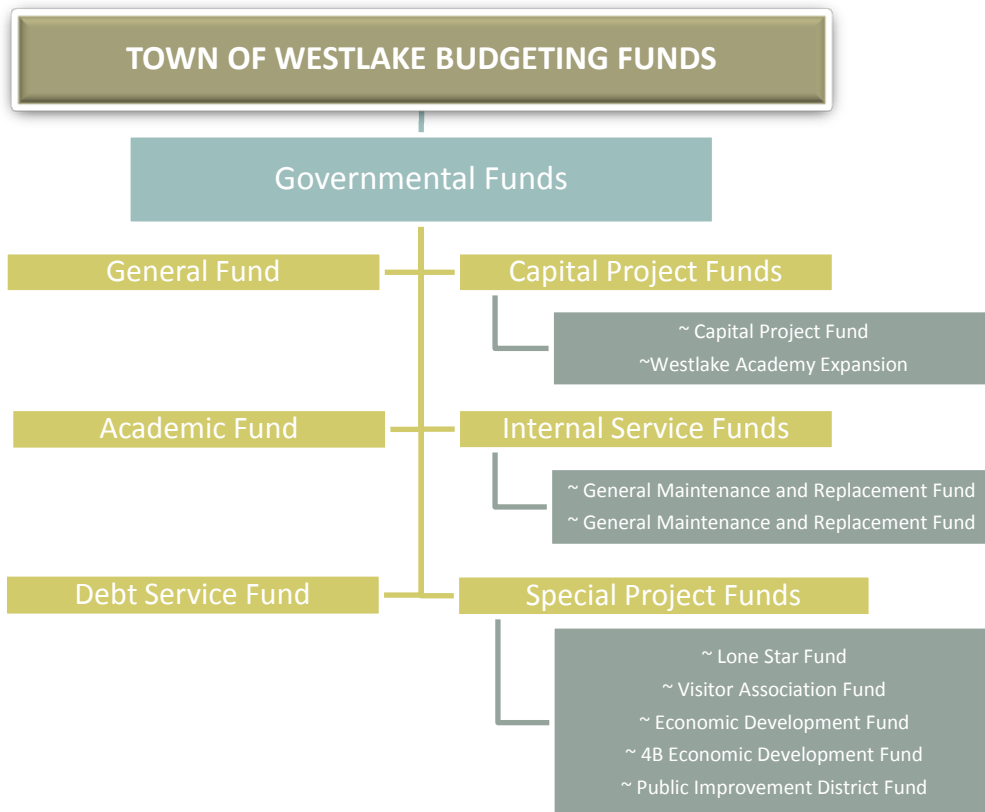 TOWN OF WESTLAKE BUDGETING FUNDS
Governmental Funds
General Fund
Capital Project Funds
~ Capital Project Fund
~Westlake Academy Expansion
Academic Fund
Internal Service Funds
~ General Maintenance and Replacement Fund
~ General Maintenance and Replacement Fund
Debt Service Fund
Special Project Funds
~ Lone Star Fund
~ Visitor Association Fund
~ Economic Development Fund
~ 4B Economic Development Fund
~ Public Improvement District Fund